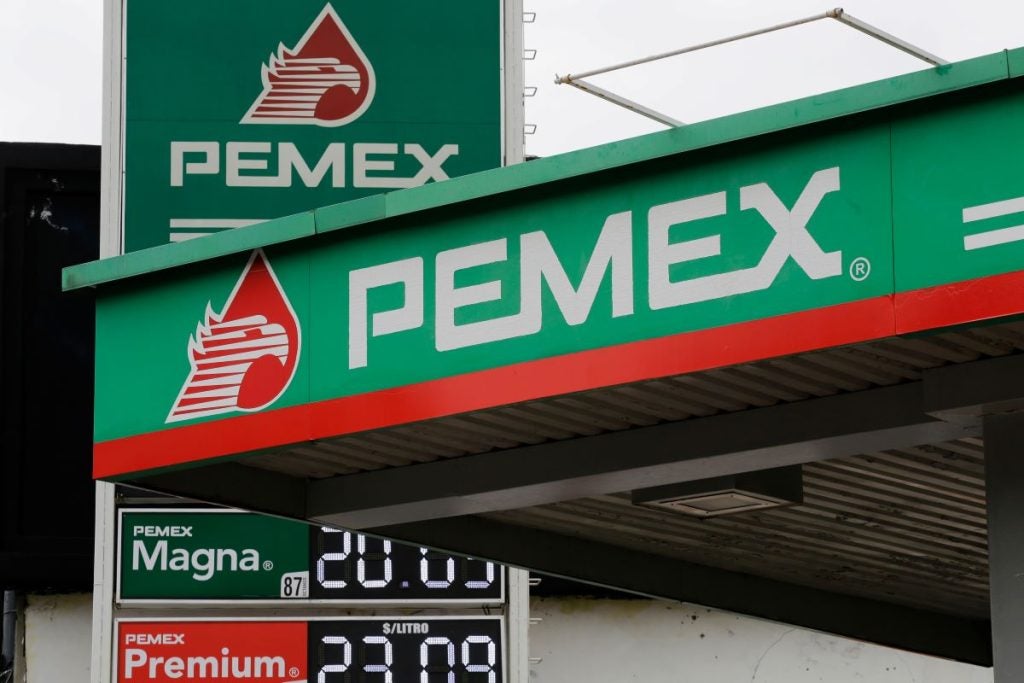 PEMEX
PEMEX®
PEMEX
Magna®
87
PEMEX
Premium®
$/LITRO
23.09